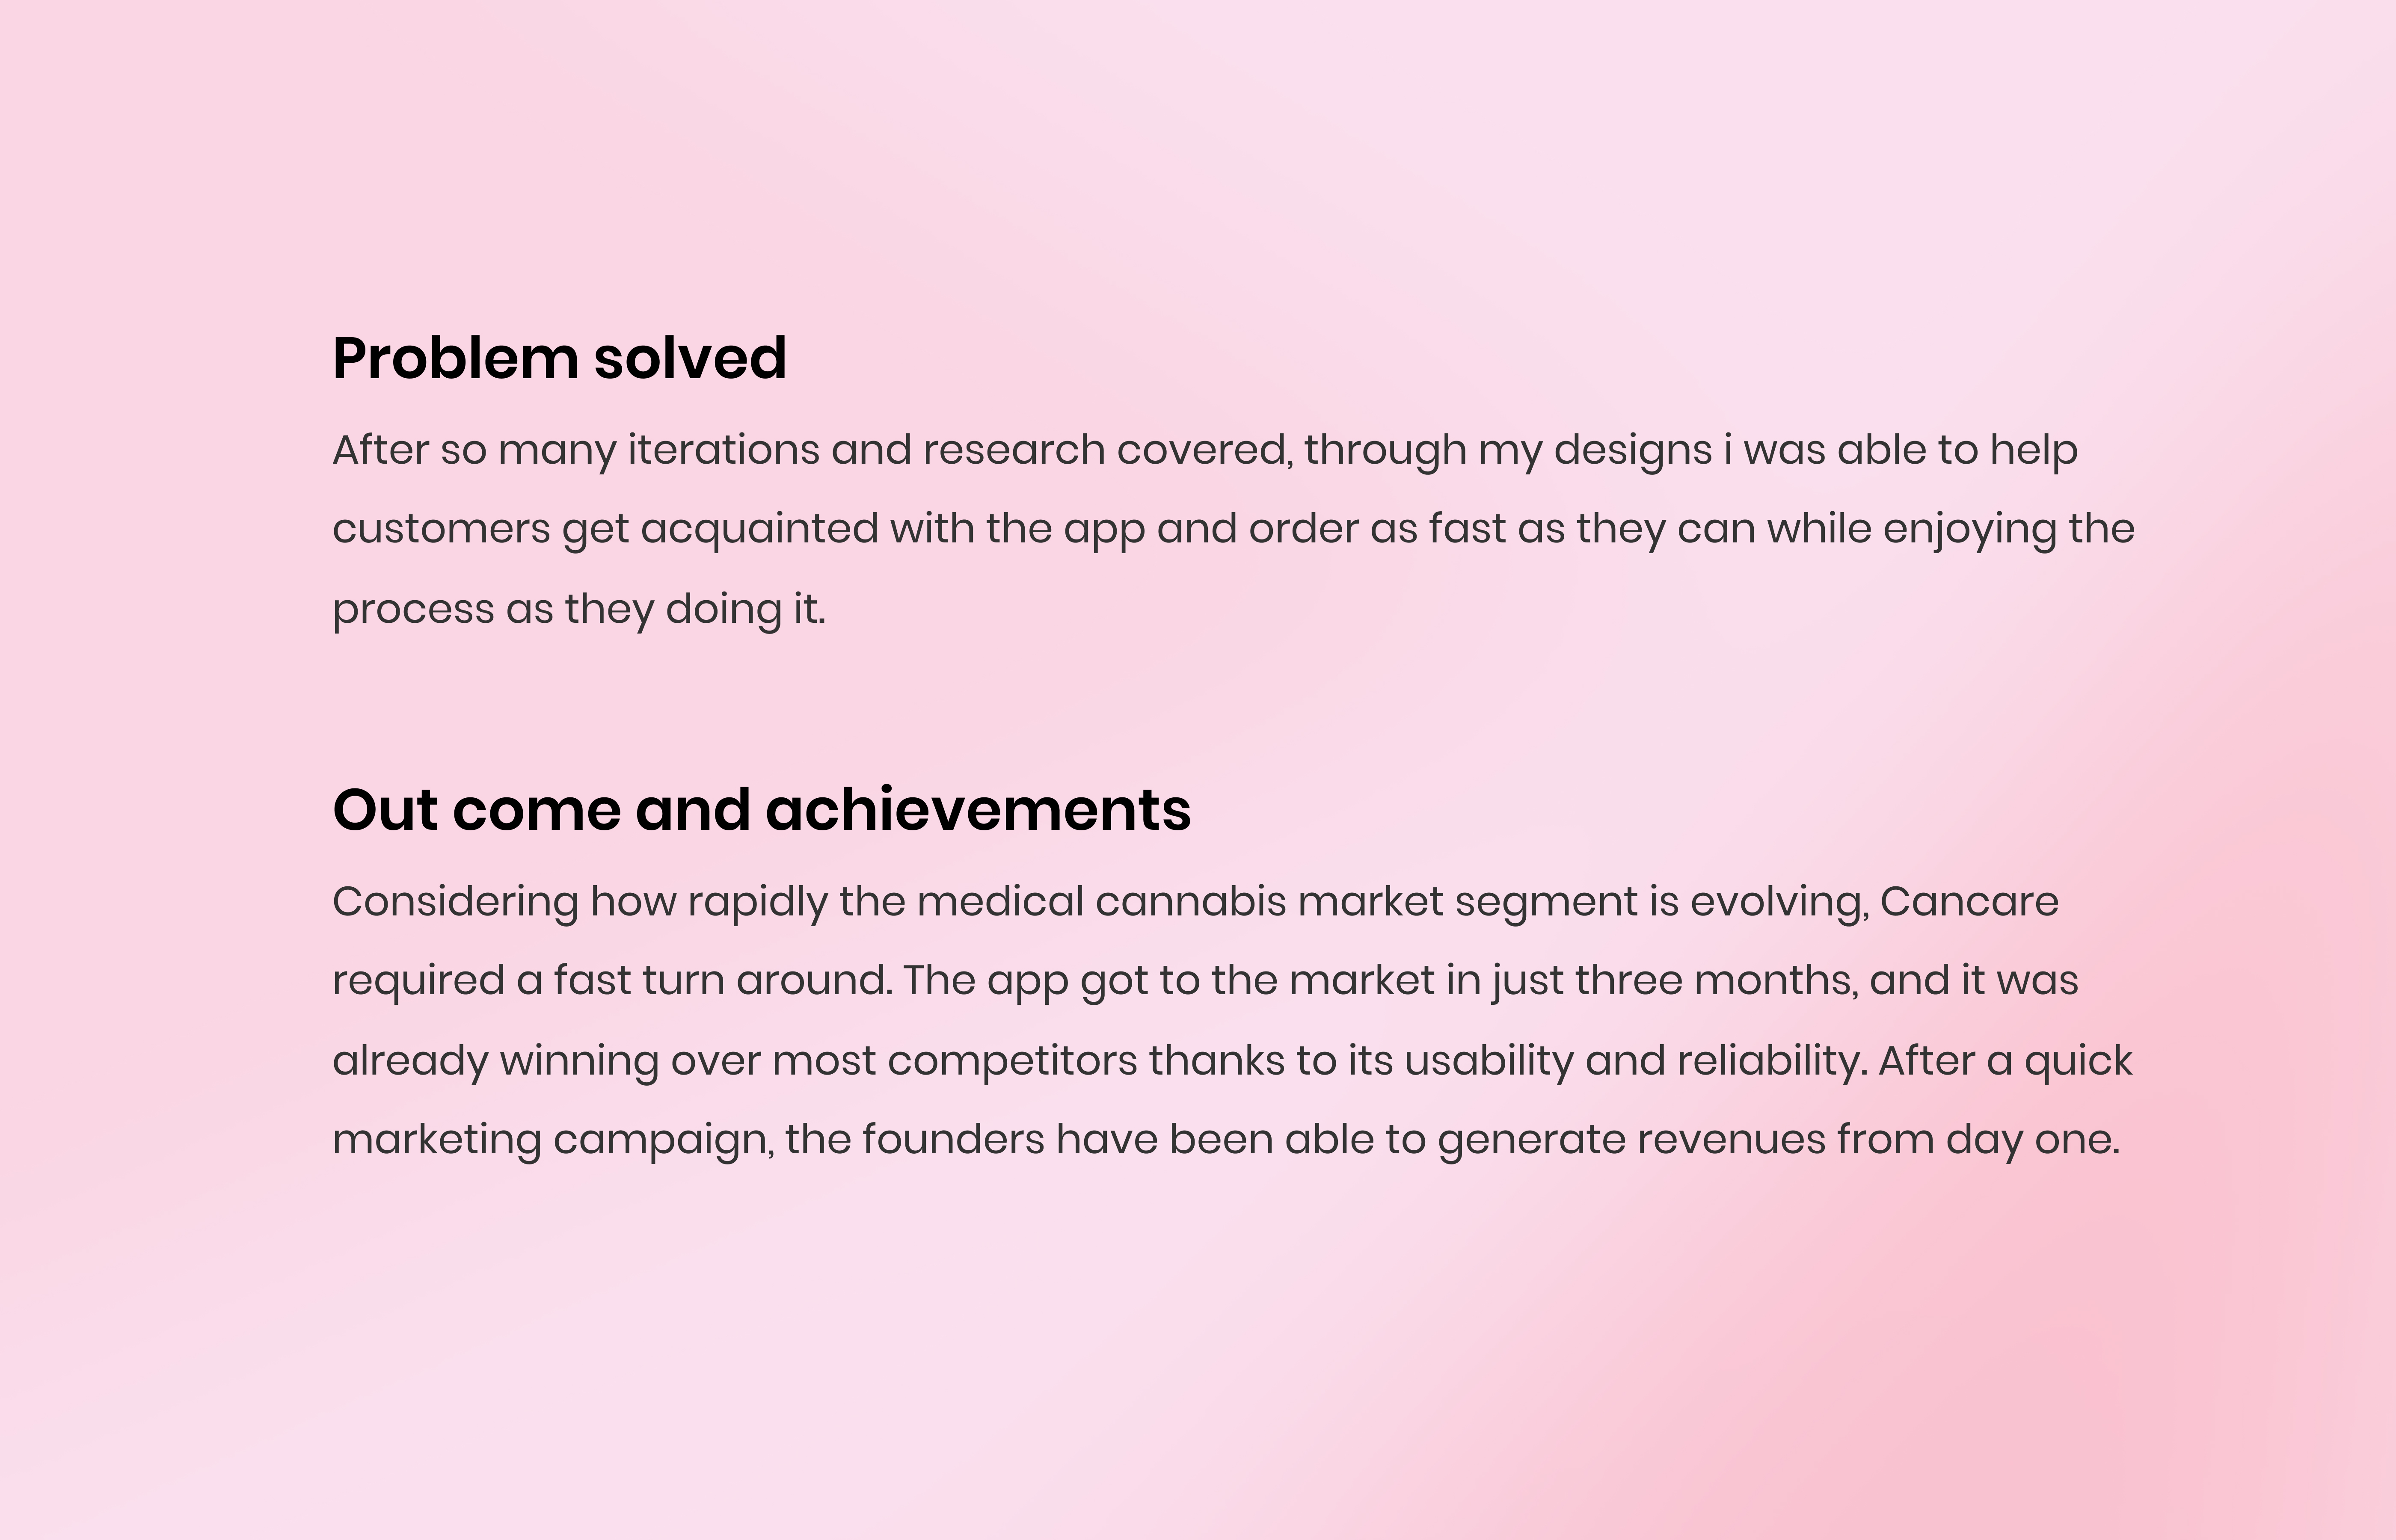 Problem solved
After so many iterations and research covered, through my designs i was able to help
customers get acquainted with the app and order as fast as they can while enjoying the
process as they doing it.
Out come and achievements
Considering how rapidly the medical cannabis market segment is evolving, Cancare
required a fast turn around. The app got to the market in just three months, and it was
already winning over most competitors thanks to its usability and reliability. After a quick
marketing campaign, the founders have been able to generate revenues from day one.